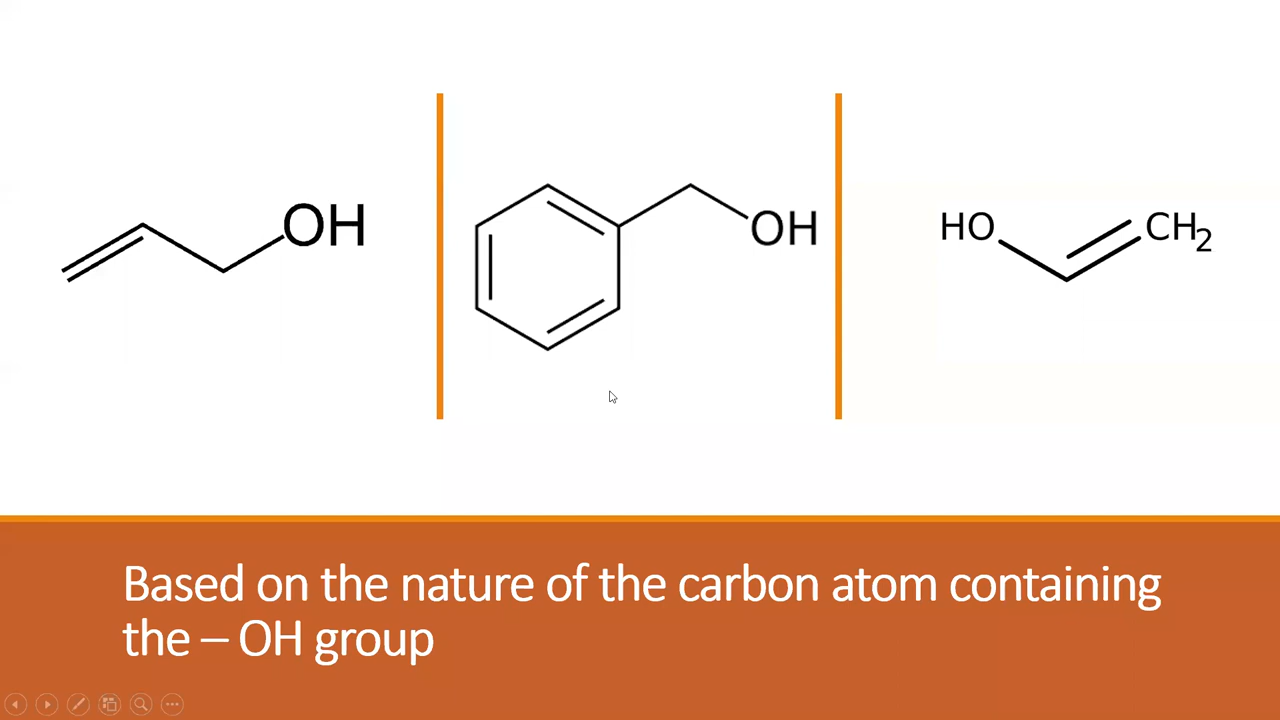 OH
OH
HO
CH2
Based on the nature of the carbon atom containing
the – OH group